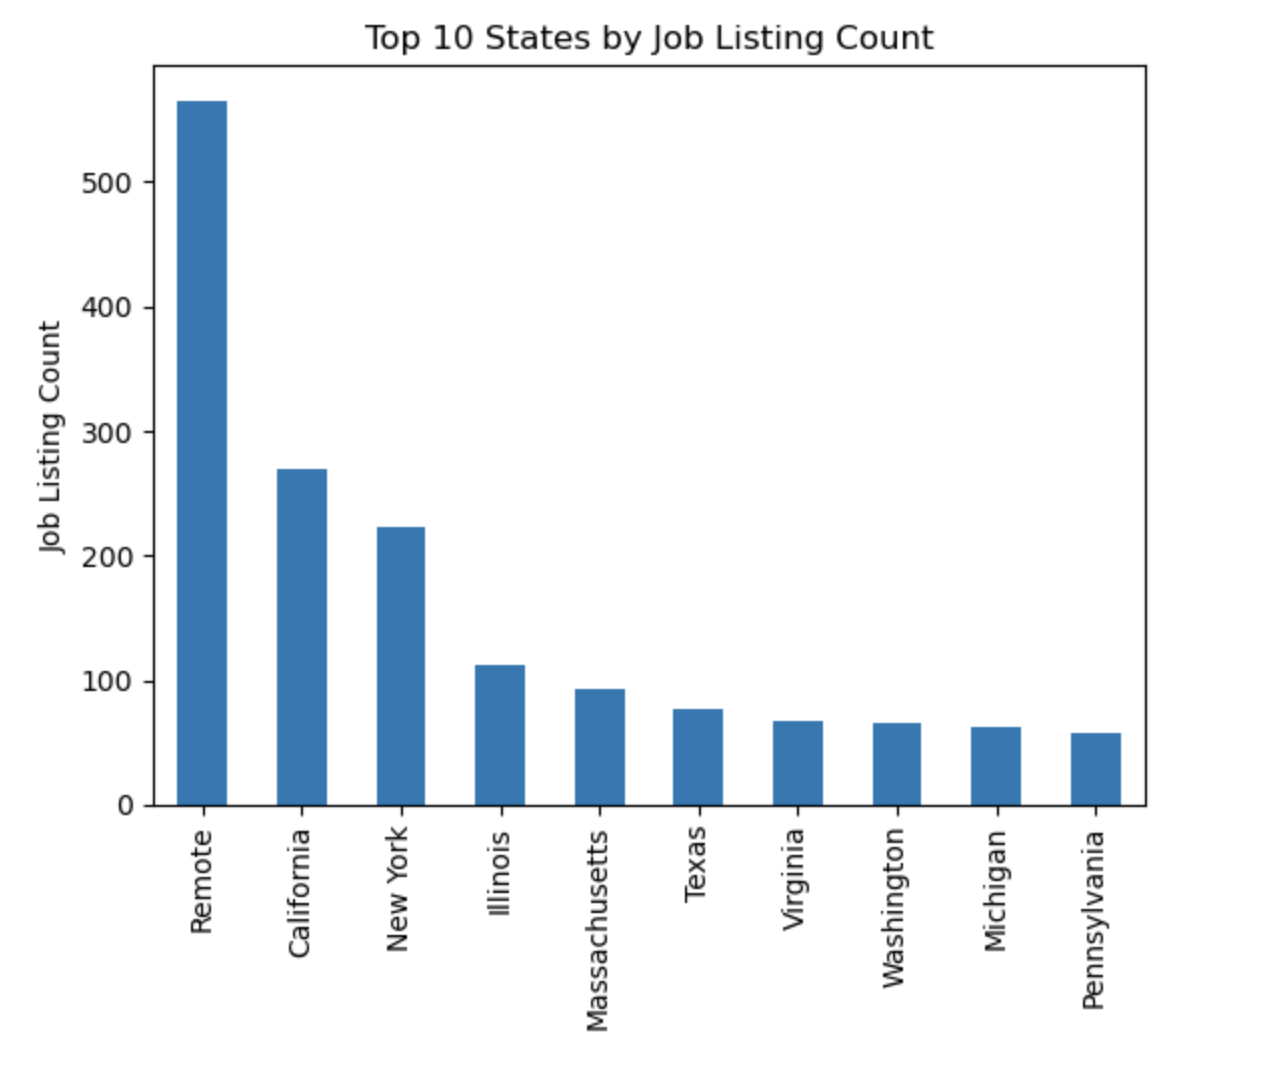 Top 10 States by Job Listing Count
Job Listing Count
500
400
300
200
100
0
Remote
California
New York
Illinois
Massachusetts
Texas
Virginia
Washington
Michigan
Pennsylvania